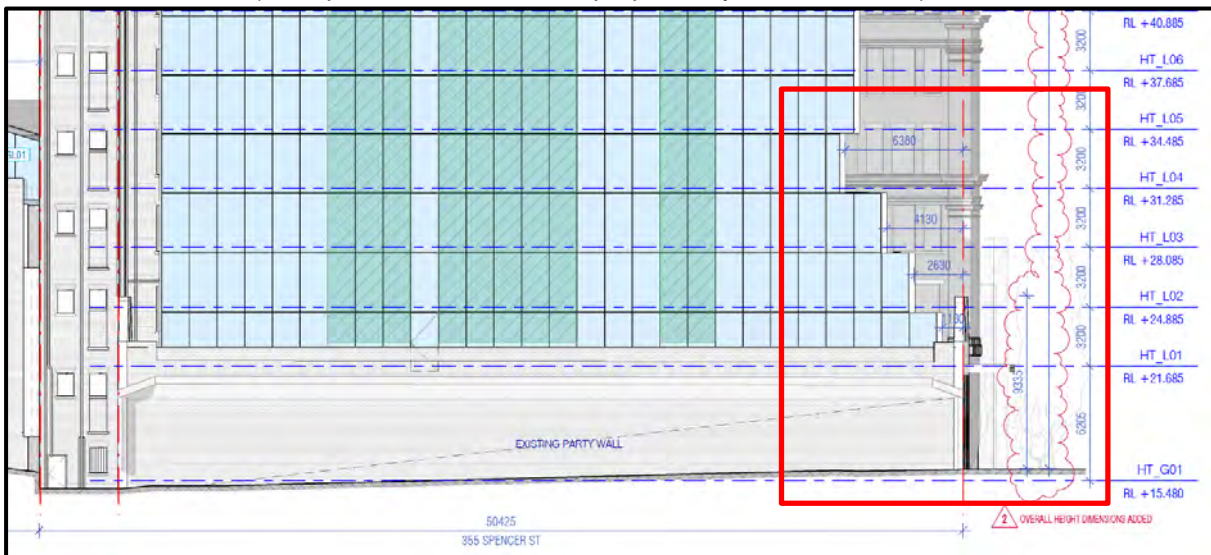 RL +40.885
3200
HT_L06
RL +37.685
3200
HT_L05
RL +34.485
6380
3200
HT_L04
RL +31.285
4130
3200
HT_L03
RL +28.085
2630
3200
HT_L02
RL +24.885
3200
HT_L01
RL +21.685
9335
6205
EXISTING PARTY WALL
HT_G01
RL +15.480
50425
355 SPENCER ST
2 OVERALL HEIGHT DIMENSIONS ADDED